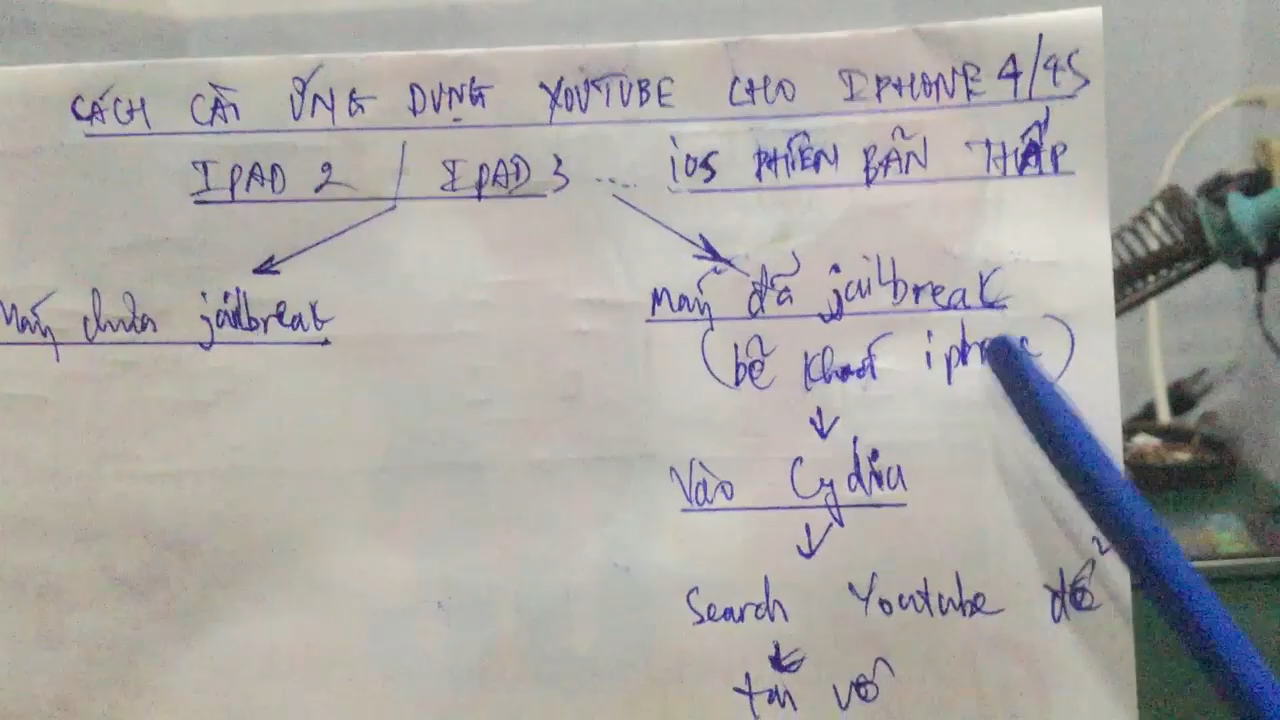 CÁCH CÀI ỨNG DỤNG YOUTUBE CHO IPHONE 4/4S
IPAD 2 / IPAD 3 .... iOS PHIÊN BẢN THẤP
Máy chưa jailbreak
Máy đã jailbreak
(bẽ khoá iphone)
Vào Cydia
Search Youtube để
tải về